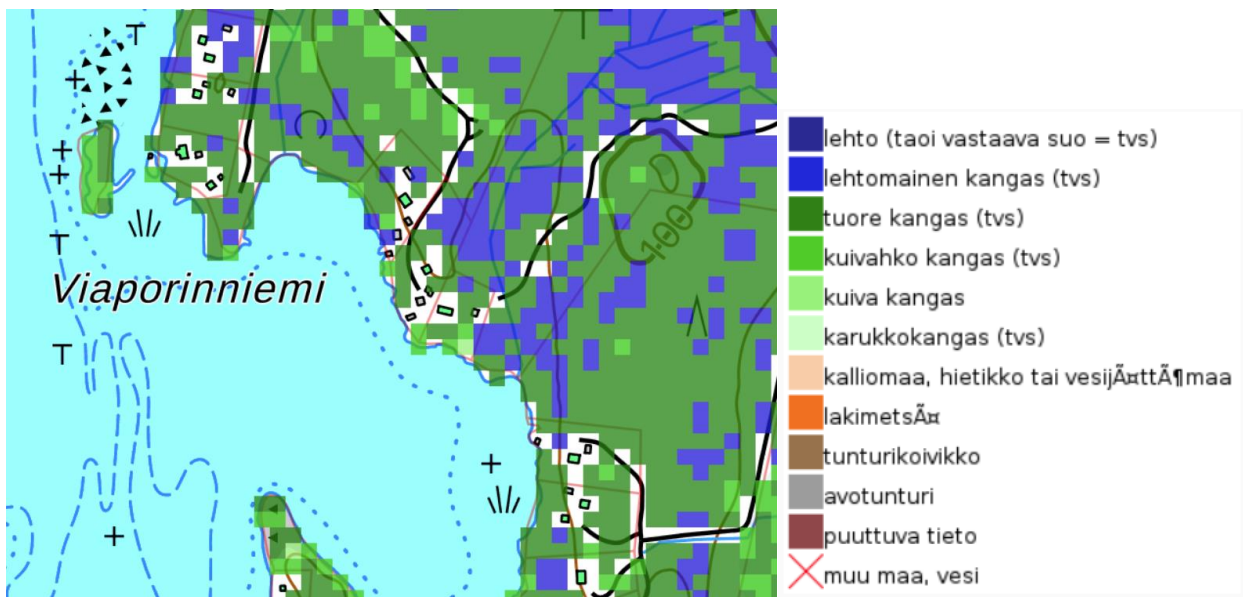 Viaporinniemi
100
lehto (taoi vastaava suo = tvs)
lehtomainen kangas (tvs)
tuore kangas (tvs)
kuivahko kangas (tvs)
kuiva kangas
karukkokangas (tvs)
kalliomaa, hietikko tai vesijÃ¤ttÃ¶maa
lakimetsÃ¤
tunturikoivikko
avotunturi
puuttuva tieto
muu maa, vesi